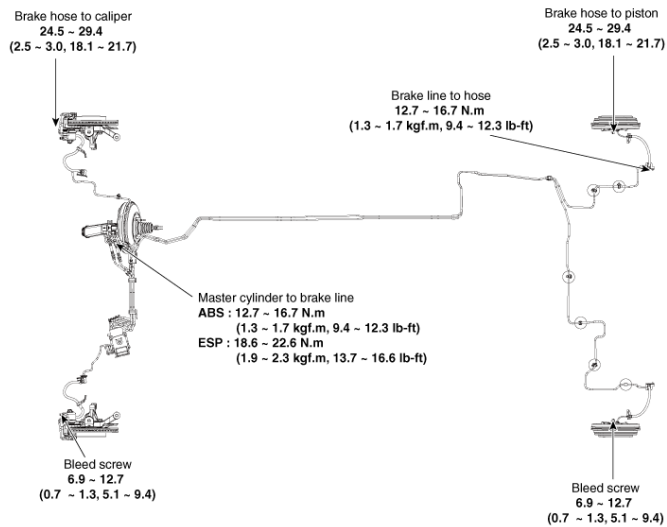 Brake hose to caliper
24.5 ~ 29.4
(2.5 ~ 3.0, 18.1 ~ 21.7)
Brake hose to piston
24.5 ~ 29.4
(2.5 ~ 3.0, 18.1 ~ 21.7)
Brake line to hose
12.7 ~ 16.7 N.m
(1.3 ~ 1.7 kgf.m, 9.4 ~ 12.3 lb-ft)
Master cylinder to brake line
ABS : 12.7 ~ 16.7 N.m
(1.3 ~ 1.7 kgf.m, 9.4 ~ 12.3 lb-ft)
ESP : 18.6 ~ 22.6 N.m
(1.9 ~ 2.3 kgf.m, 13.7 ~ 16.6 lb-ft)
Bleed screw
6.9 ~ 12.7
(0.7 ~ 1.3, 5.1 ~ 9.4)
Bleed screw
6.9 ~ 12.7
(0.7 ~ 1.3, 5.1 ~ 9.4)